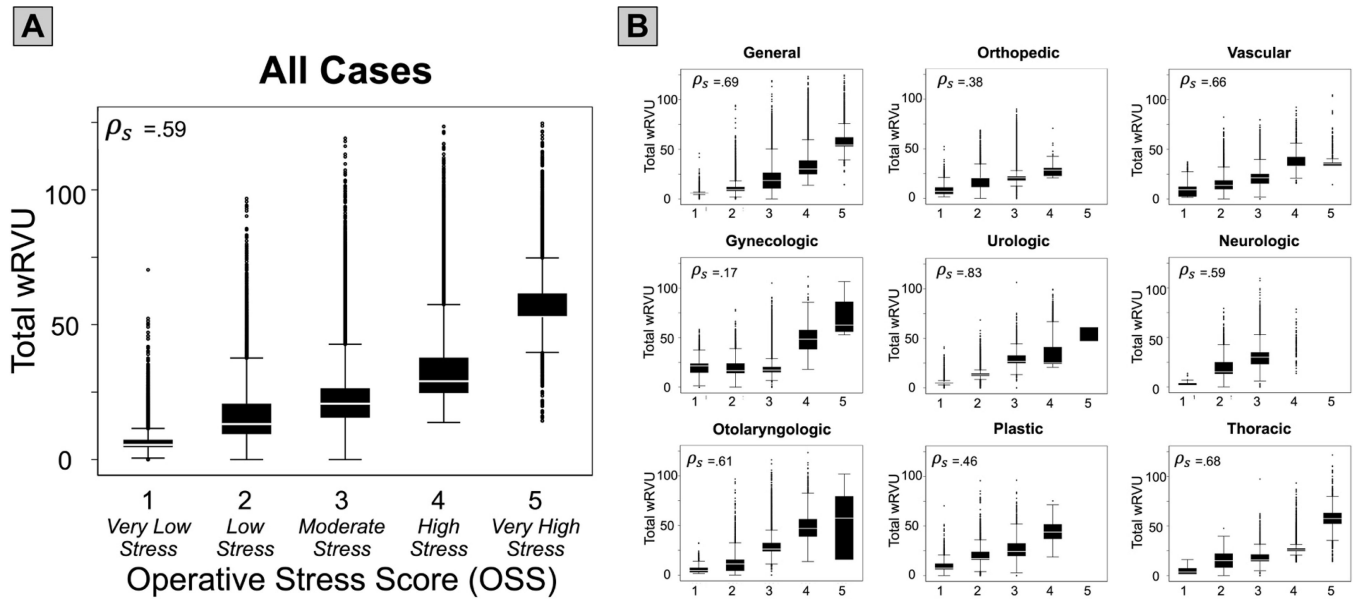 A
All Cases
ρs =.59
Total wRVU
100
50
0
1 2 3 4 5
Very Low Low Moderate High Very High
Stress Stress Stress Stress Stress
Operative Stress Score (OSS)
B
General
ρs =.69
Total wRVU
100
50
0
1 2 3 4 5
Orthopedic
ρs =.38
Total wRVu
100
50
0
1 2 3 4 5
Vascular
ρs =.66
Total wRVU
100
50
0
1 2 3 4 5
Gynecologic
ρs =.17
Total wRVU
100
50
0
1 2 3 4 5
Urologic
ρs =.83
Total wRVU
100
50
0
1 2 3 4 5
Neurologic
ρs =.59
Total wRVU
100
50
0
1 2 3 4 5
Otolaryngologic
ρs =.61
Total wRVU
100
50
0
1 2 3 4 5
Plastic
ρs =.46
Total wRVU
100
50
0
1 2 3 4 5
Thoracic
ρs =.68
Total wRVU
100
50
0
1 2 3 4 5